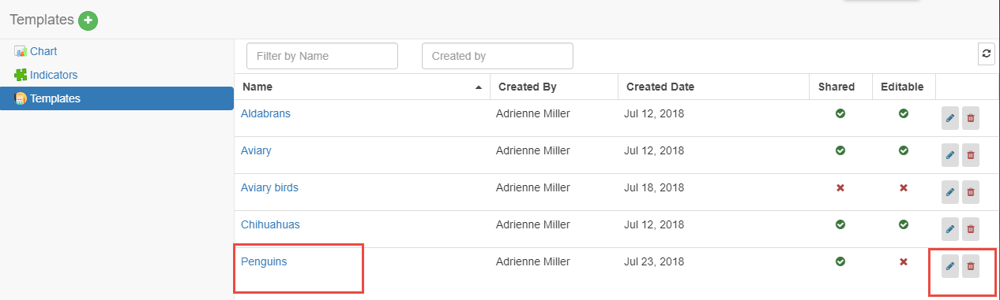 Templates
Chart
Indicators
Templates
Filter by Name Created by
Name Created By Created Date Shared Editable
Aldabrans Adrienne Miller Jul 12, 2018
Aviary Adrienne Miller Jul 12, 2018
Aviary birds Adrienne Miller Jul 18, 2018
Chihuahuas Adrienne Miller Jul 12, 2018
Penguins Adrienne Miller Jul 23, 2018